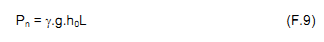 Pₙ = γ.g.h₀L (F.9)